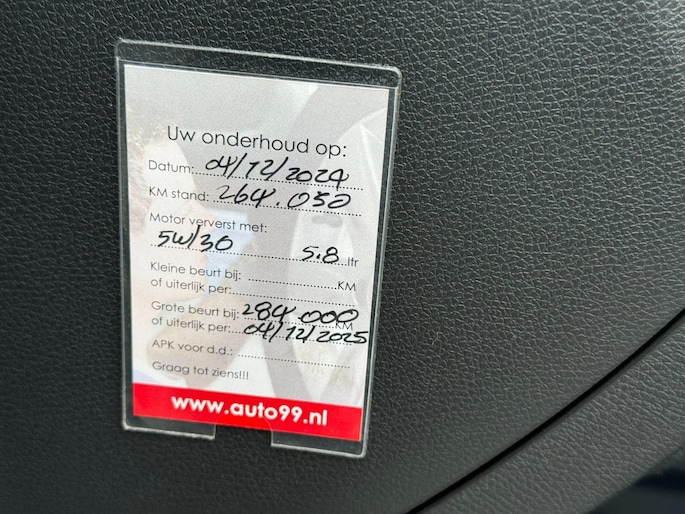 Uw onderhoud op:
Datum: 04/12/2024
KM stand: 264.050
Motor ververst met:
5W/30 5.8 ltr
Kleine beurt bij: KM
of uiterlijk per:
Grote beurt bij: 284 000 KM
of uiterlijk per: 04/12/2025
APK voor d.d.:
Graag tot ziens!!!
www.auto99.nl